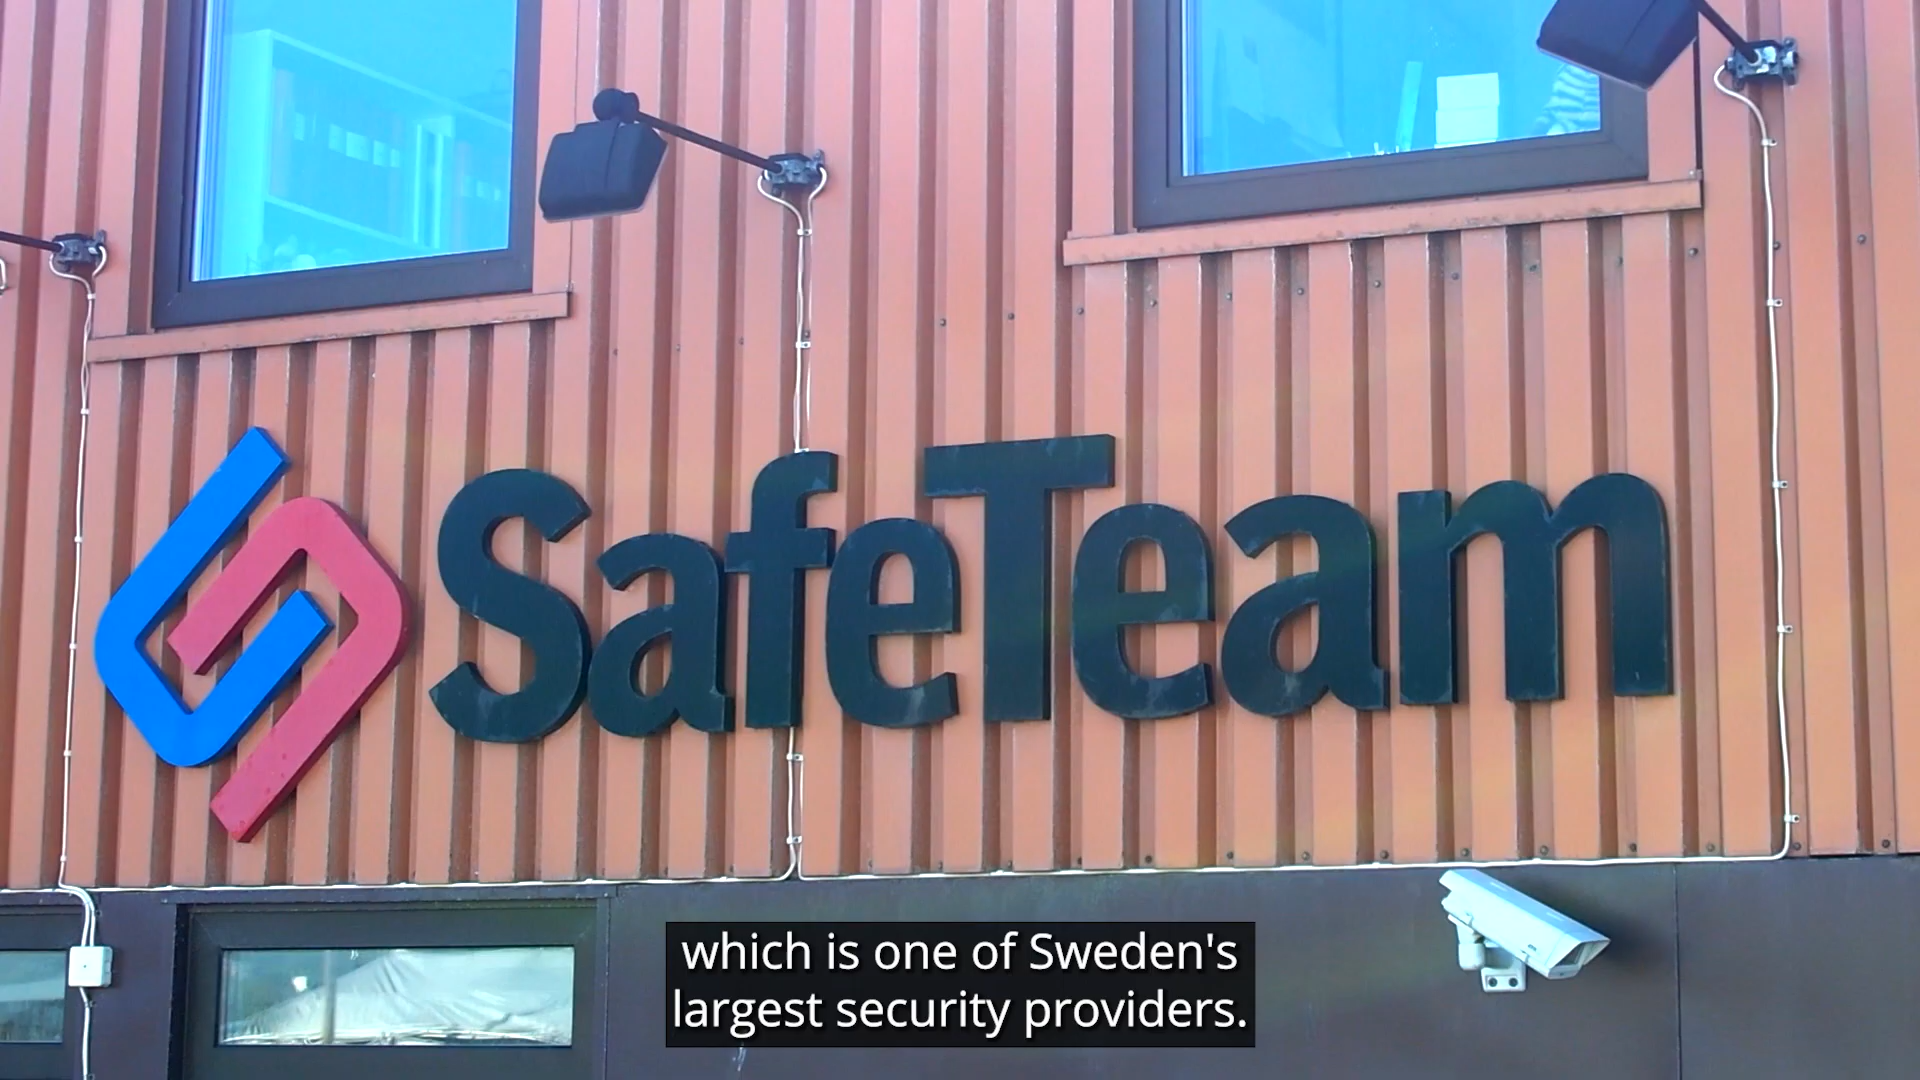 SafeTeam
which is one of Sweden's
largest security providers.